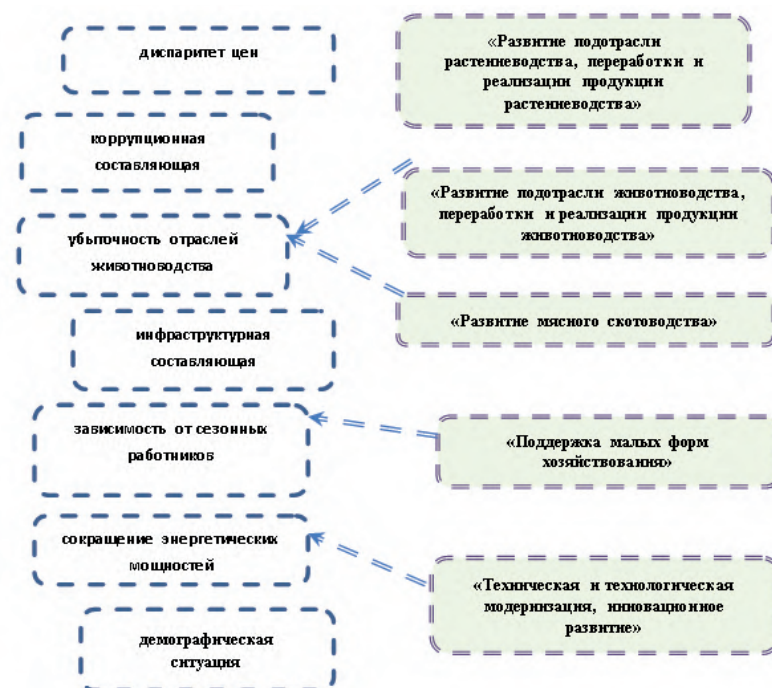 диспаритет цен
коррупционная
составляющая
убыточность отраслей
животноводства
инфраструктурная
составляющая
зависимость от сезонных
работников
сокращение энергетических
мощностей
демографическая
ситуация
«Развитие подотрасли
растениеводства, переработки и
реализации продукции
растениеводства»
«Развитие подотрасли животноводства,
переработки и реализации продукции
животноводства»
«Развитие мясного скотоводства»
«Поддержка малых форм
хозяйствования»
«Техническая и технологическая
модернизация, инновационное
развитие»